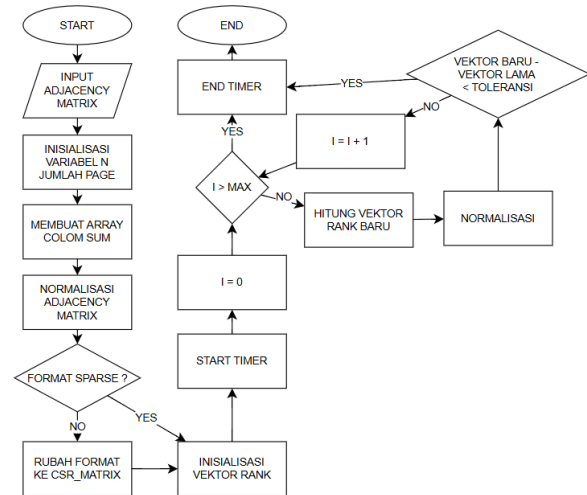 START
INPUT
ADJACENCY
MATRIX
INISIALISASI
VARIABEL N
JUMLAH PAGE
MEMBUAT ARRAY
COLOM SUM
NORMALISASI
ADJACENCY
MATRIX
FORMAT SPARSE ?
YES
NO
RUBAH FORMAT
KE CSR_MATRIX
INISIALISASI
VEKTOR RANK
START TIMER
I = 0
I > MAX
YES
NO
HITUNG VEKTOR
RANK BARU
NORMALISASI
VEKTOR BARU -
VEKTOR LAMA
< TOLERANSI
YES
NO
I = I + 1
END TIMER
END